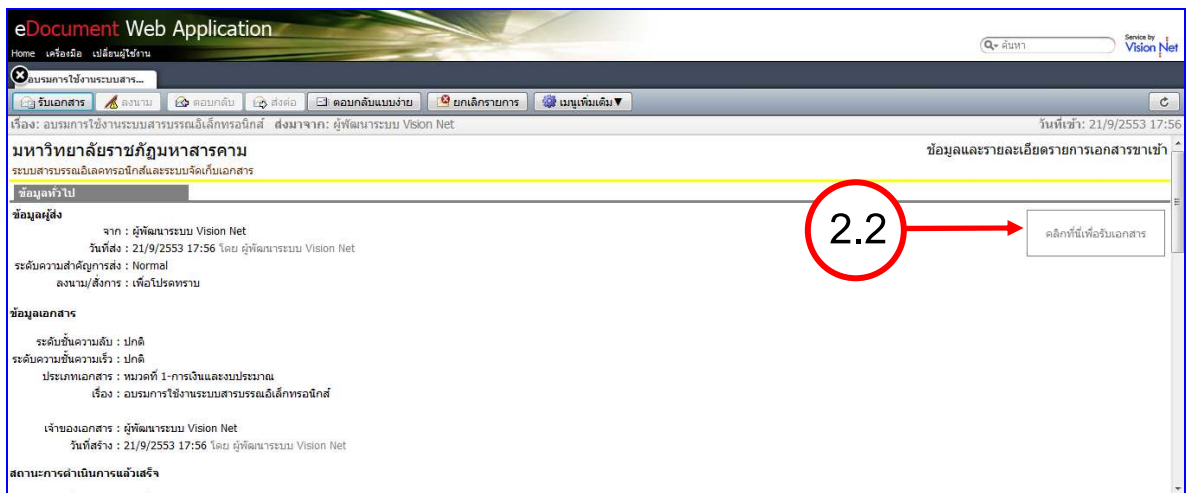 eDocument Web Application
Home เครื่องมือ เปลี่ยนผู้ใช้งาน
ค้นหา
Service by
Vision Net
อบรมการใช้งานระบบสาร...
รับเอกสาร ลงนาม ตอบกลับ ส่งต่อ ตอบกลับแบบง่าย ยกเลิกรายการ เมนูเพิ่มเติม▼
เรื่อง: อบรมการใช้งานระบบสารบรรณอิเล็กทรอนิกส์ ส่งมาจาก: ผู้พัฒนาระบบ Vision Net วันที่เข้า: 21/9/2553 17:56
มหาวิทยาลัยราชภัฏมหาสารคาม ข้อมูลและรายละเอียดรายการเอกสารขาเข้า
ระบบสารบรรณอิเลคทรอนิกส์และระบบจัดเก็บเอกสาร
ข้อมูลทั่วไป
ข้อมูลผู้ส่ง
จาก : ผู้พัฒนาระบบ Vision Net
2.2
คลิกที่นี่เพื่อรับเอกสาร
วันที่ส่ง : 21/9/2553 17:56 โดย ผู้พัฒนาระบบ Vision Net
ระดับความสำคัญการส่ง : Normal
ลงนาม/สั่งการ : เพื่อโปรดทราบ
ข้อมูลเอกสาร
ระดับชั้นความลับ : ปกติ
ระดับความชั้นความเร็ว : ปกติ
ประเภทเอกสาร : หมวดที่ 1-การเงินและงบประมาณ
เรื่อง : อบรมการใช้งานระบบสารบรรณอิเล็กทรอนิกส์
เจ้าของเอกสาร : ผู้พัฒนาระบบ Vision Net
วันที่สร้าง : 21/9/2553 17:56 โดย ผู้พัฒนาระบบ Vision Net
สถานะการดำเนินการแล้วเสร็จ